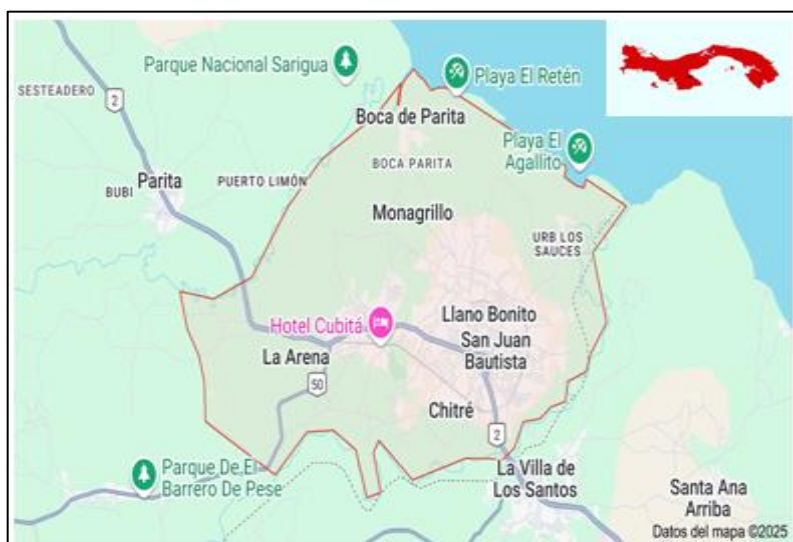 Parque Nacional Sarigua
Playa El Retén
SESTEADERO
2
Boca de Parita
Playa El
Agallito
BOCA PARITA
Parita
PUERTO LIMÓN
BUBI
Monagrillo
URB LOS
SAUCES
Hotel Cubitá
Llano Bonito
San Juan
Bautista
La Arena
50
Chitré
2
Parque De El
Barrero De Pese
La Villa de
Los Santos
Santa Ana
Arriba
Datos del mapa ©2025